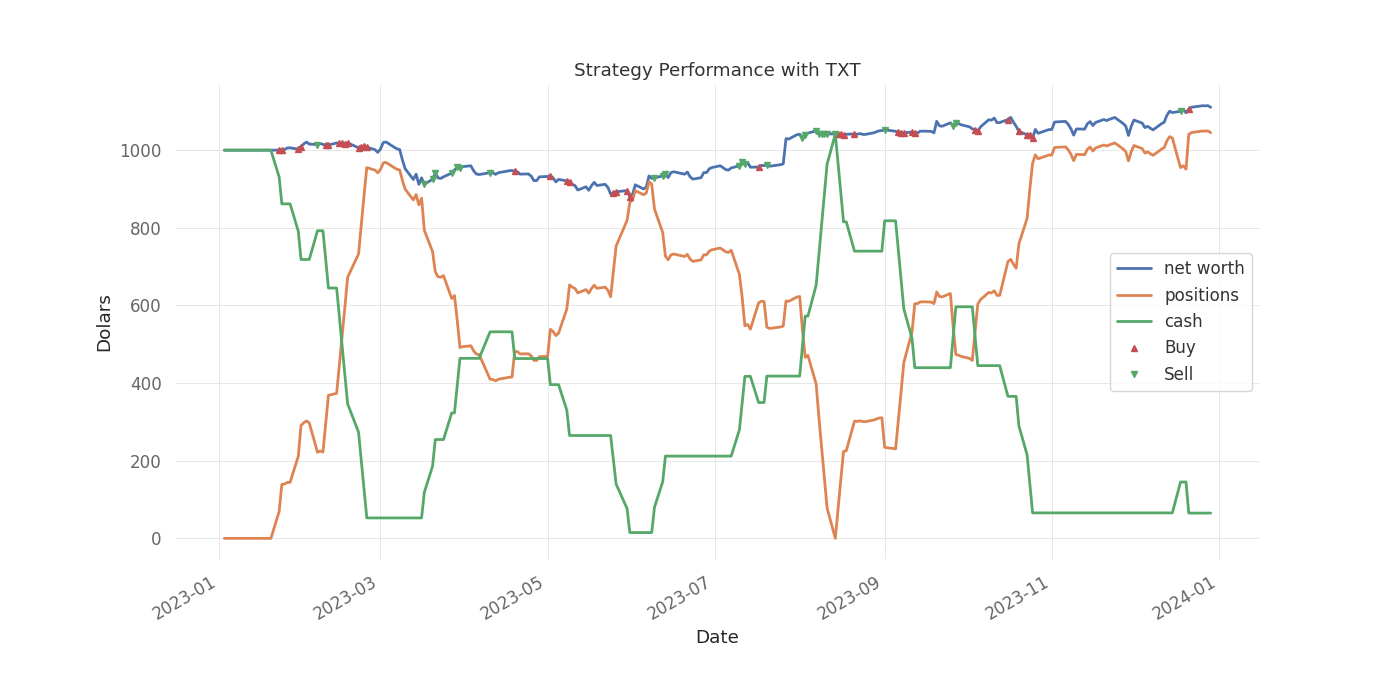 Strategy Performance with TXT
Dolars
1000
800
600
400
200
0
net worth
positions
cash
Buy
Sell
2023-01
2023-03
2023-05
2023-07
2023-09
2023-11
2024-01
Date